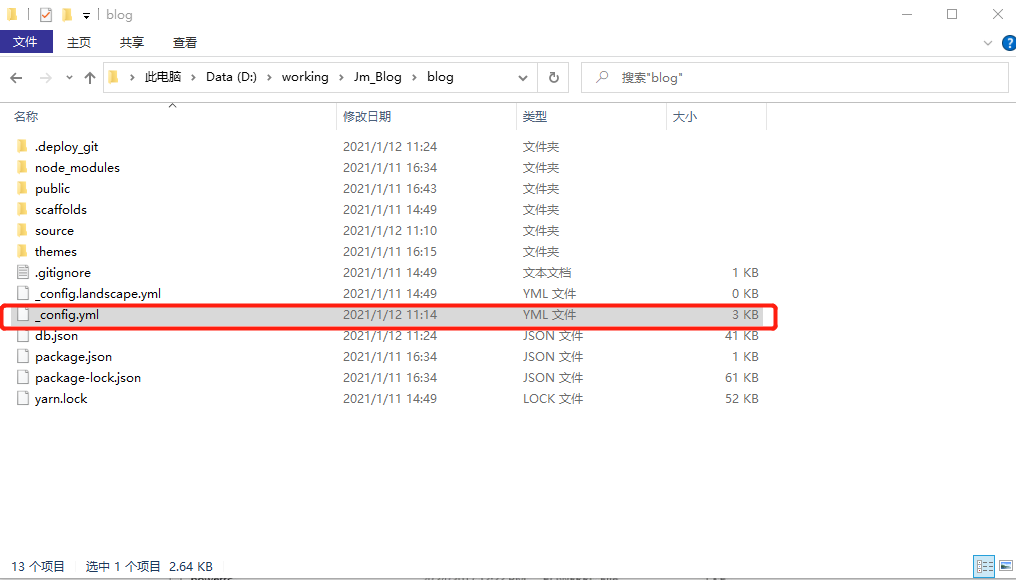 blog
文件 主页 共享 查看
此电脑 Data (D:) working Jm_Blog blog 搜索"blog"
名称 修改日期 类型 大小
.deploy_git 2021/1/12 11:24 文件夹
node_modules 2021/1/11 16:34 文件夹
public 2021/1/11 16:43 文件夹
scaffolds 2021/1/11 14:49 文件夹
source 2021/1/12 11:10 文件夹
themes 2021/1/11 16:15 文件夹
.gitignore 2021/1/11 14:49 文本文档 1 KB
_config.landscape.yml 2021/1/11 14:49 YML 文件 0 KB
_config.yml 2021/1/12 11:14 YML 文件 3 KB
db.json 2021/1/12 11:24 JSON 文件 41 KB
package.json 2021/1/11 16:34 JSON 文件 1 KB
package-lock.json 2021/1/11 16:34 JSON 文件 61 KB
yarn.lock 2021/1/11 14:49 LOCK 文件 52 KB
13 个项目 选中 1 个项目 2.64 KB